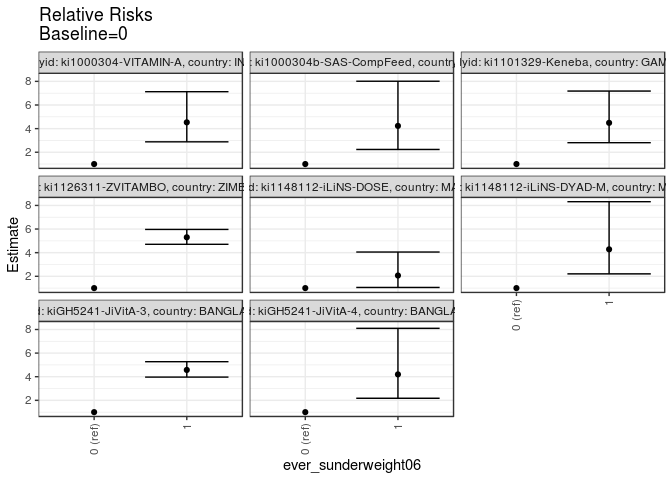 Relative Risks
Baseline=0
yid: ki1000304-VITAMIN-A, country: IN
: ki1000304b-SAS-CompFeed, country
yid: ki1101329-Keneba, country: GAM
8
6
4
2
: ki1126311-ZVITAMBO, country: ZIMB
d: ki1148112-iLiNS-DOSE, country: MA
: ki1148112-iLiNS-DYAD-M, country: M
8
6
4
2
Estimate
d: kiGH5241-JiVitA-3, country: BANGLA
d: kiGH5241-JiVitA-4, country: BANGLA
0 (ref)
1
8
6
4
2
0 (ref)
1
0 (ref)
1
ever_sunderweight06